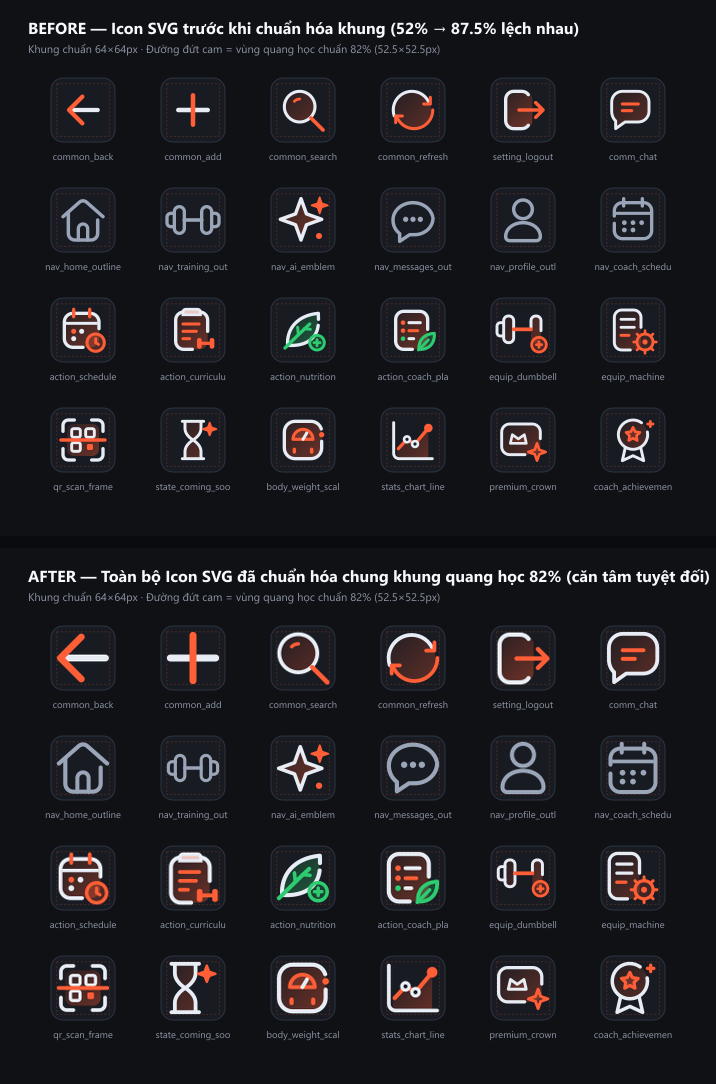 BEFORE — Icon SVG trước khi chuẩn hóa khung (52% → 87.5% lệch nhau)
Khung chuẩn 64×64px · Đường đứt cam = vùng quang học chuẩn 82% (52.5×52.5px)
common_back common_add common_search common_refresh setting_logout comm_chat
nav_home_outline nav_training_out nav_ai_emblem nav_messages_out nav_profile_outl nav_coach_schedu
action_schedule action_curriculu action_nutrition action_coach_pla equip_dumbbell equip_machine
qr_scan_frame state_coming_soo body_weight_scal stats_chart_line premium_crown coach_achievemen
AFTER — Toàn bộ Icon SVG đã chuẩn hóa chung khung quang học 82% (căn tâm tuyệt đối)
Khung chuẩn 64×64px · Đường đứt cam = vùng quang học chuẩn 82% (52.5×52.5px)
common_back common_add common_search common_refresh setting_logout comm_chat
nav_home_outline nav_training_out nav_ai_emblem nav_messages_out nav_profile_outl nav_coach_schedu
action_schedule action_curriculu action_nutrition action_coach_pla equip_dumbbell equip_machine
qr_scan_frame state_coming_soo body_weight_scal stats_chart_line premium_crown coach_achievemen